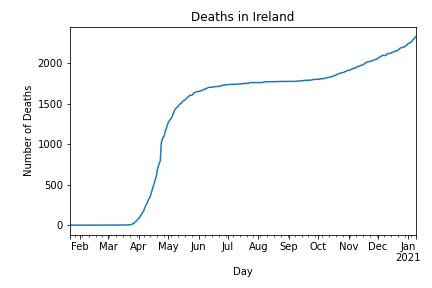 Deaths in Ireland
Number of Deaths
2000
1500
1000
500
0
Feb Mar Apr May Jun Jul Aug Sep Oct Nov Dec Jan
2021
Day